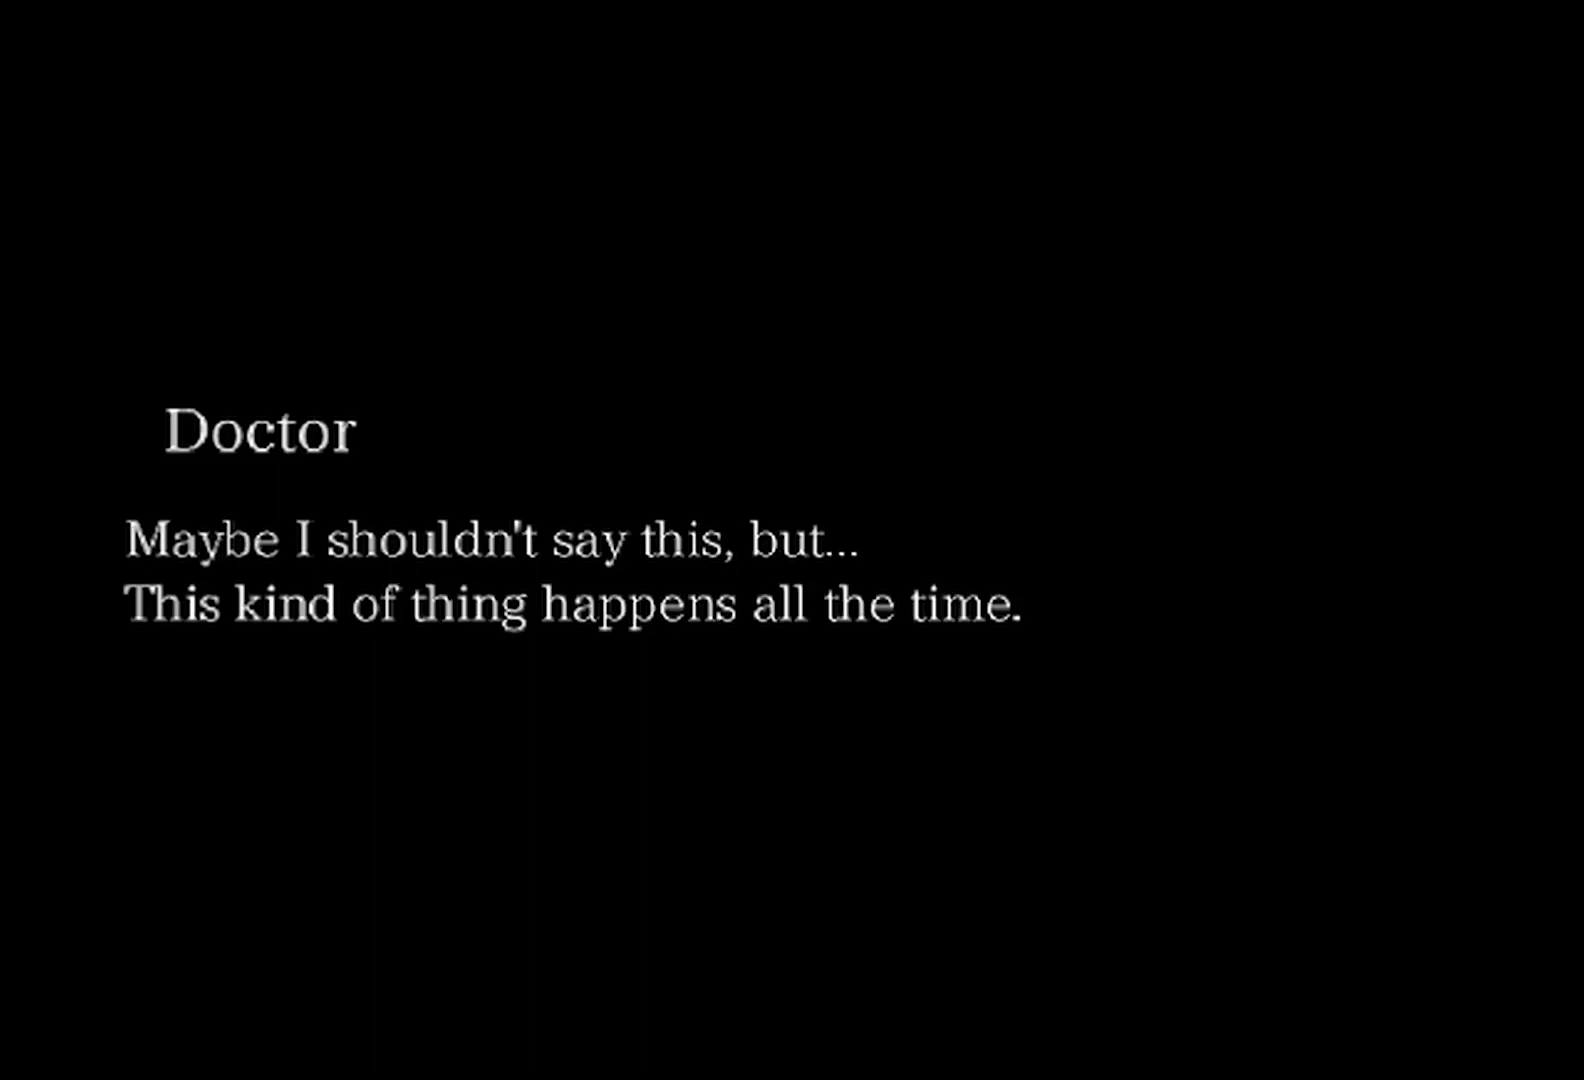 Doctor
Maybe I shouldn't say this, but...
This kind of thing happens all the time.